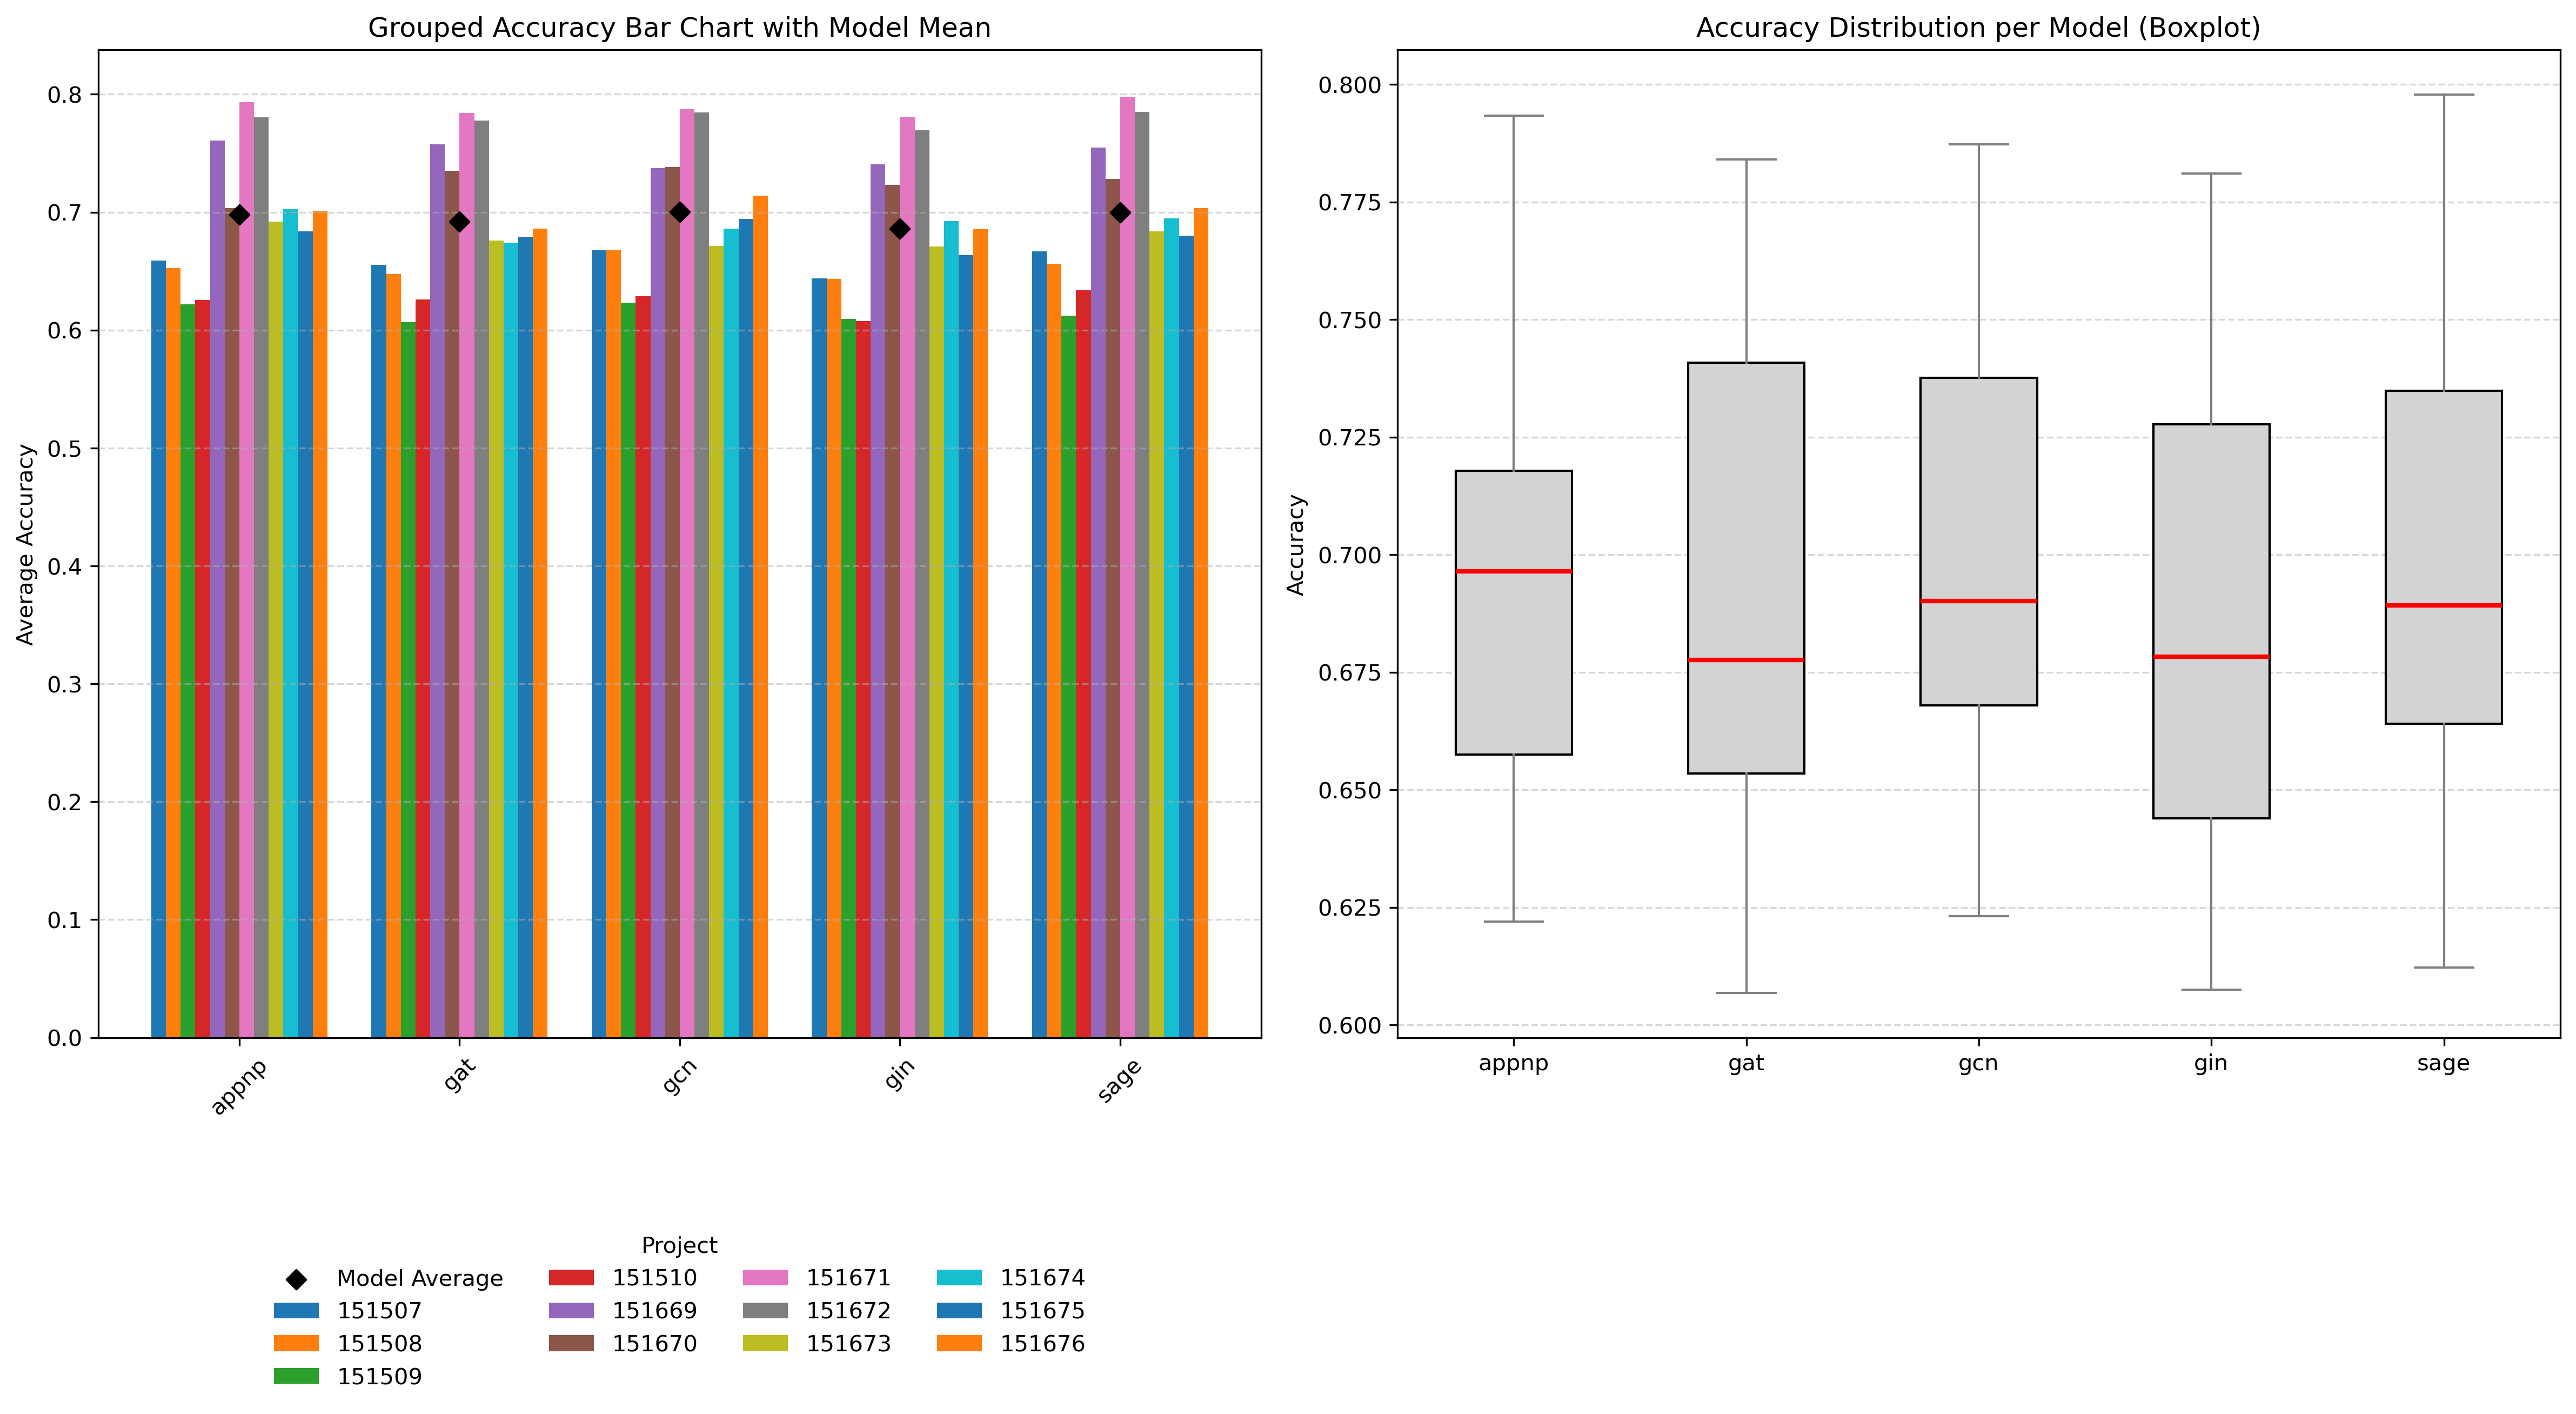 Grouped Accuracy Bar Chart with Model Mean
Average Accuracy
0.8
0.7
0.6
0.5
0.4
0.3
0.2
0.1
0.0
appnp
gat
gcn
gin
sage
Project
Model Average
151507
151508
151509
151510
151669
151670
151671
151672
151673
151674
151675
151676
Accuracy Distribution per Model (Boxplot)
Accuracy
0.800
0.775
0.750
0.725
0.700
0.675
0.650
0.625
0.600
appnp
gat
gcn
gin
sage